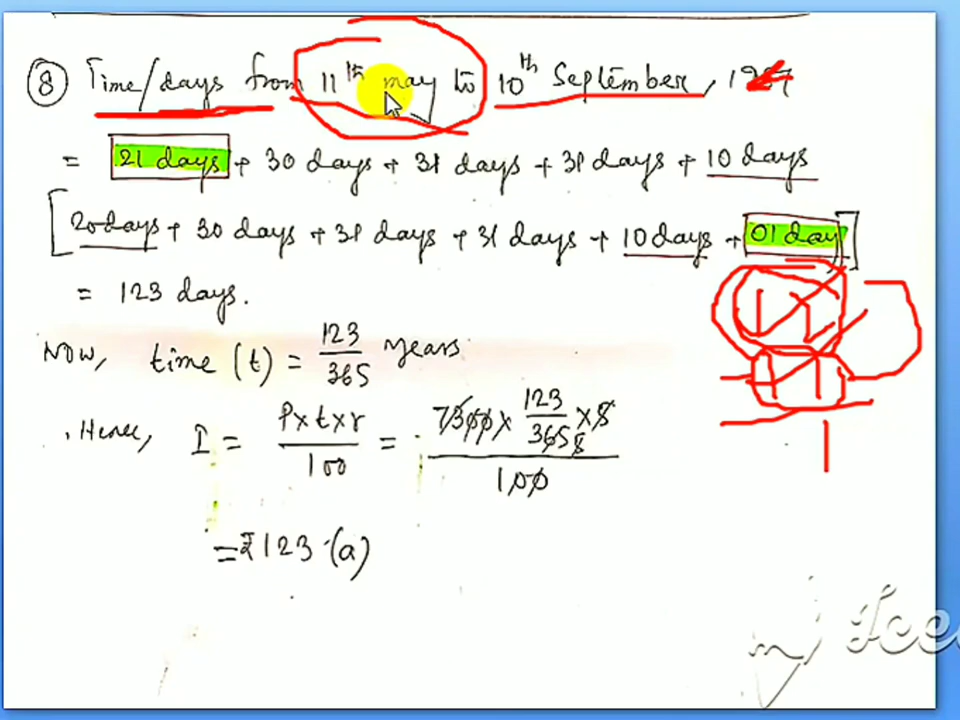 ⑧ Time/days from 11th may to 10th September, 1987
= 21 days + 30 days + 31 days + 31 days + 10 days
[20 days + 30 days + 31 days + 31 days + 10 days + 01 day]
= 123 days.
Now, time (t) = 123/365 years
Hence, I = P×t×r/100 = 7300 × 123/365 × 5/100
= ₹123 (a)